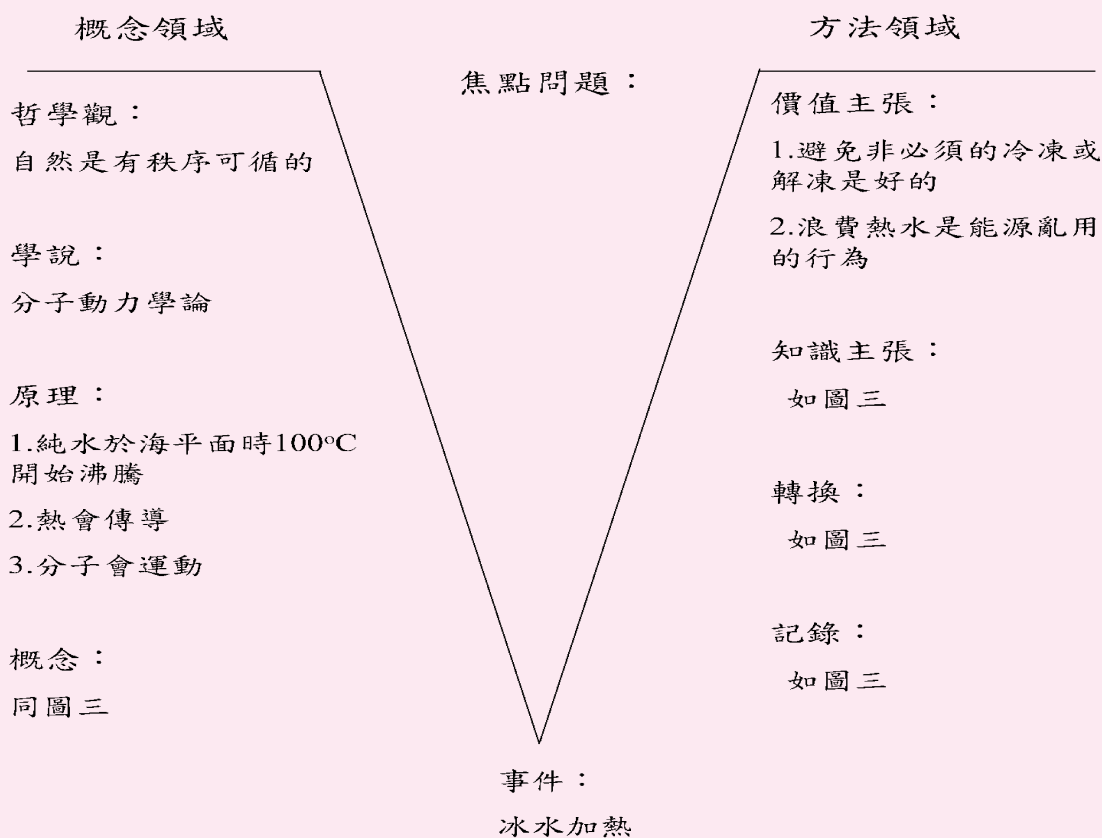 概念領域
方法領域
焦點問題：
哲學觀：
自然是有秩序可循的
學說：
分子動力學論
原理：
1.純水於海平面時100°C
開始沸騰
2.熱會傳導
3.分子會運動
概念：
同圖三
價值主張：
1.避免非必須的冷凍或
解凍是好的
2.浪費熱水是能源亂用
的行為
知識主張：
如圖三
轉換：
如圖三
記錄：
如圖三
事件：
冰水加熱